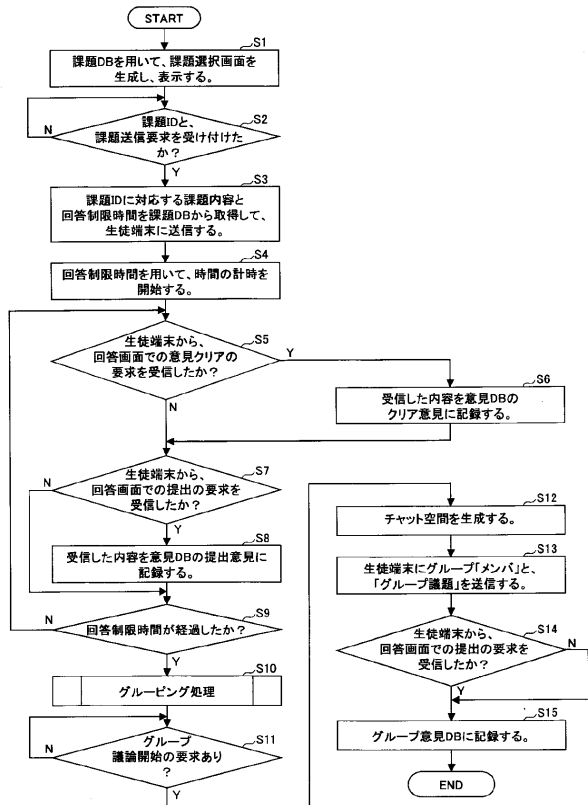 START
S1
課題DBを用いて、課題選択画面を
生成し、表示する。
S2
課題IDと、
課題送信要求を受け付けた
か？
N
Y
S3
課題IDに対応する課題内容と
回答制限時間を課題DBから取得して、
生徒端末に送信する。
S4
回答制限時間を用いて、時間の計時を
開始する。
S5
生徒端末から、
回答画面での意見クリアの
要求を受信したか？
Y
N
S6
受信した内容を意見DBの
クリア意見に記録する。
S7
生徒端末から、
回答画面での提出の要求を
受信したか？
N
Y
S8
受信した内容を意見DBの提出意見に
記録する。
S9
回答制限時間が経過したか？
N
Y
S10
グルーピング処理
S11
グループ
議論開始の要求あり
？
N
Y
S12
チャット空間を生成する。
S13
生徒端末にグループ「メンバ」と、
「グループ議題」を送信する。
S14
生徒端末から、
回答画面での提出の要求を
受信したか？
N
Y
S15
グループ意見DBに記録する。
END